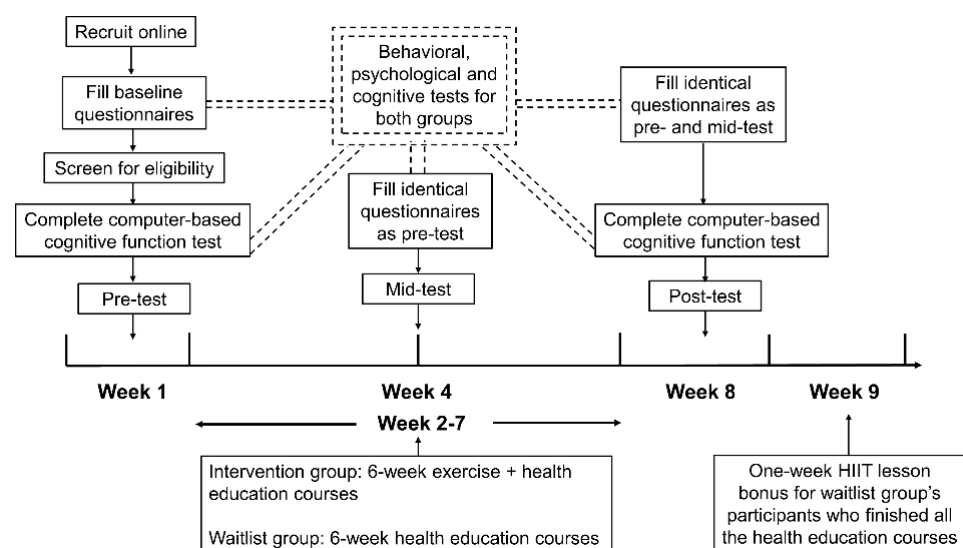 Recruit online
Fill baseline
questionnaires
Screen for eligibility
Complete computer-based
cognitive function test
Pre-test
Behavioral,
psychological and
cognitive tests for
both groups
Fill identical
questionnaires
as pre-test
Mid-test
Fill identical
questionnaires as
pre- and mid-test
Complete computer-based
cognitive function test
Post-test
Week 1
Week 4
Week 8
Week 9
Week 2-7
Intervention group: 6-week exercise + health
education courses
Waitlist group: 6-week health education courses
One-week HIIT lesson
bonus for waitlist group's
participants who finished all
the health education courses